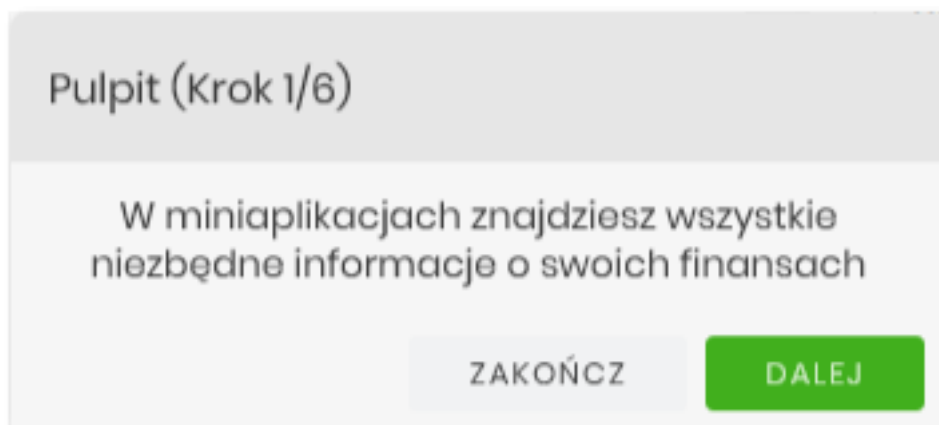 Pulpit (Krok 1/6)
W miniaplikacjach znajdziesz wszystkie
niezbędne informacje o swoich finansach
ZAKOŃCZ
DALEJ